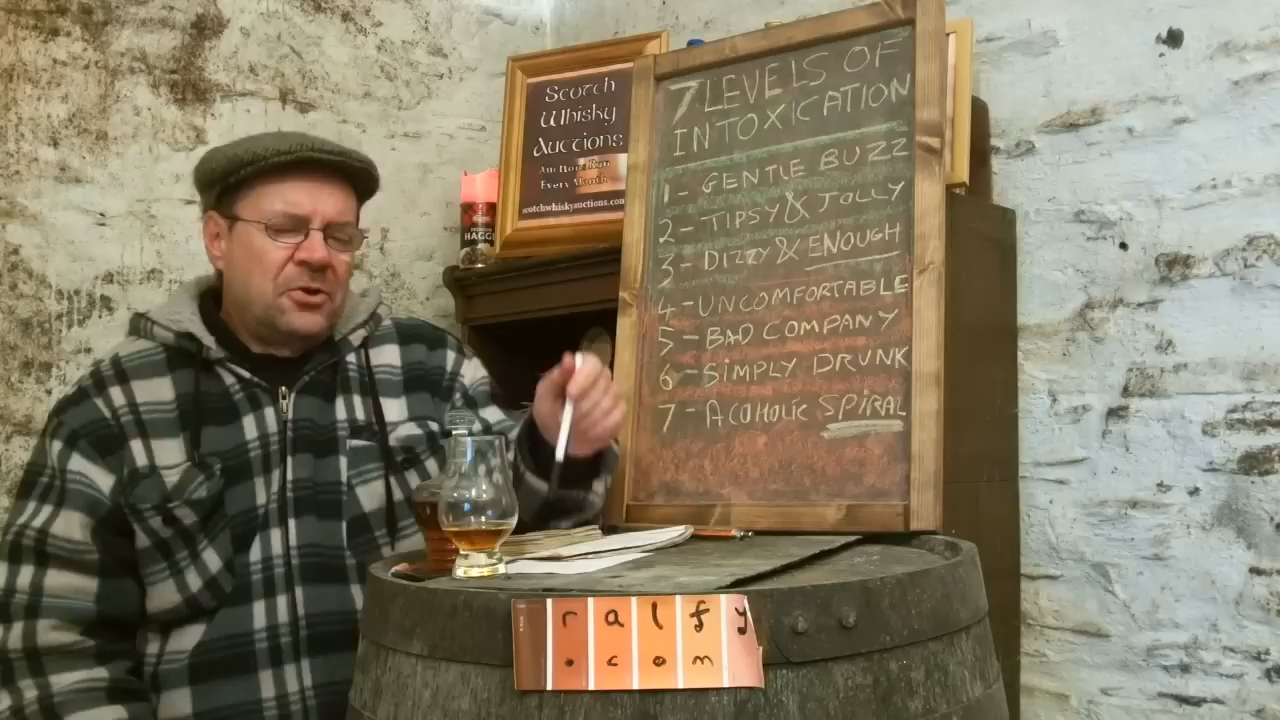 Scotch
Whisky
Auctions
Auctions Run
Every Month
scotchwhiskyauctions.com
HAGGI
7 LEVELS OF
INTOXICATION
1 - GENTLE BUZZ
2 - TIPSY & JOLLY
3 - DIZZY & ENOUGH
4 - UNCOMFORTABLE
5 - BAD COMPANY
6 - SIMPLY DRUNK
7 - ACOHOLIC SPIRAL
ralfy
.com